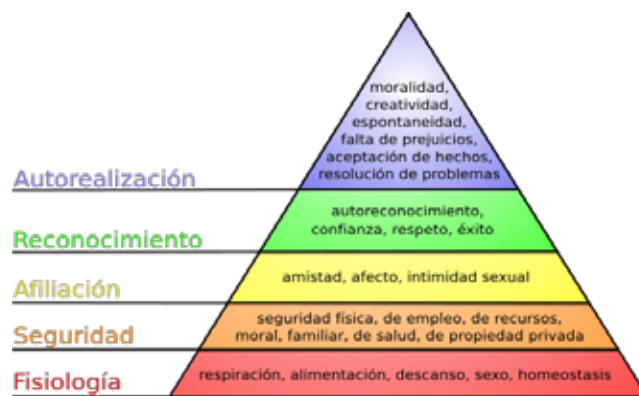 moralidad,
creatividad,
espontaneidad,
falta de prejuicios,
aceptación de hechos,
resolución de problemas
Autorealización
autoreconocimiento,
confianza, respeto, éxito
Reconocimiento
amistad, afecto, intimidad sexual
Afiliación
seguridad física, de empleo, de recursos,
moral, familiar, de salud, de propiedad privada
Seguridad
respiración, alimentación, descanso, sexo, homeostasis
Fisiología